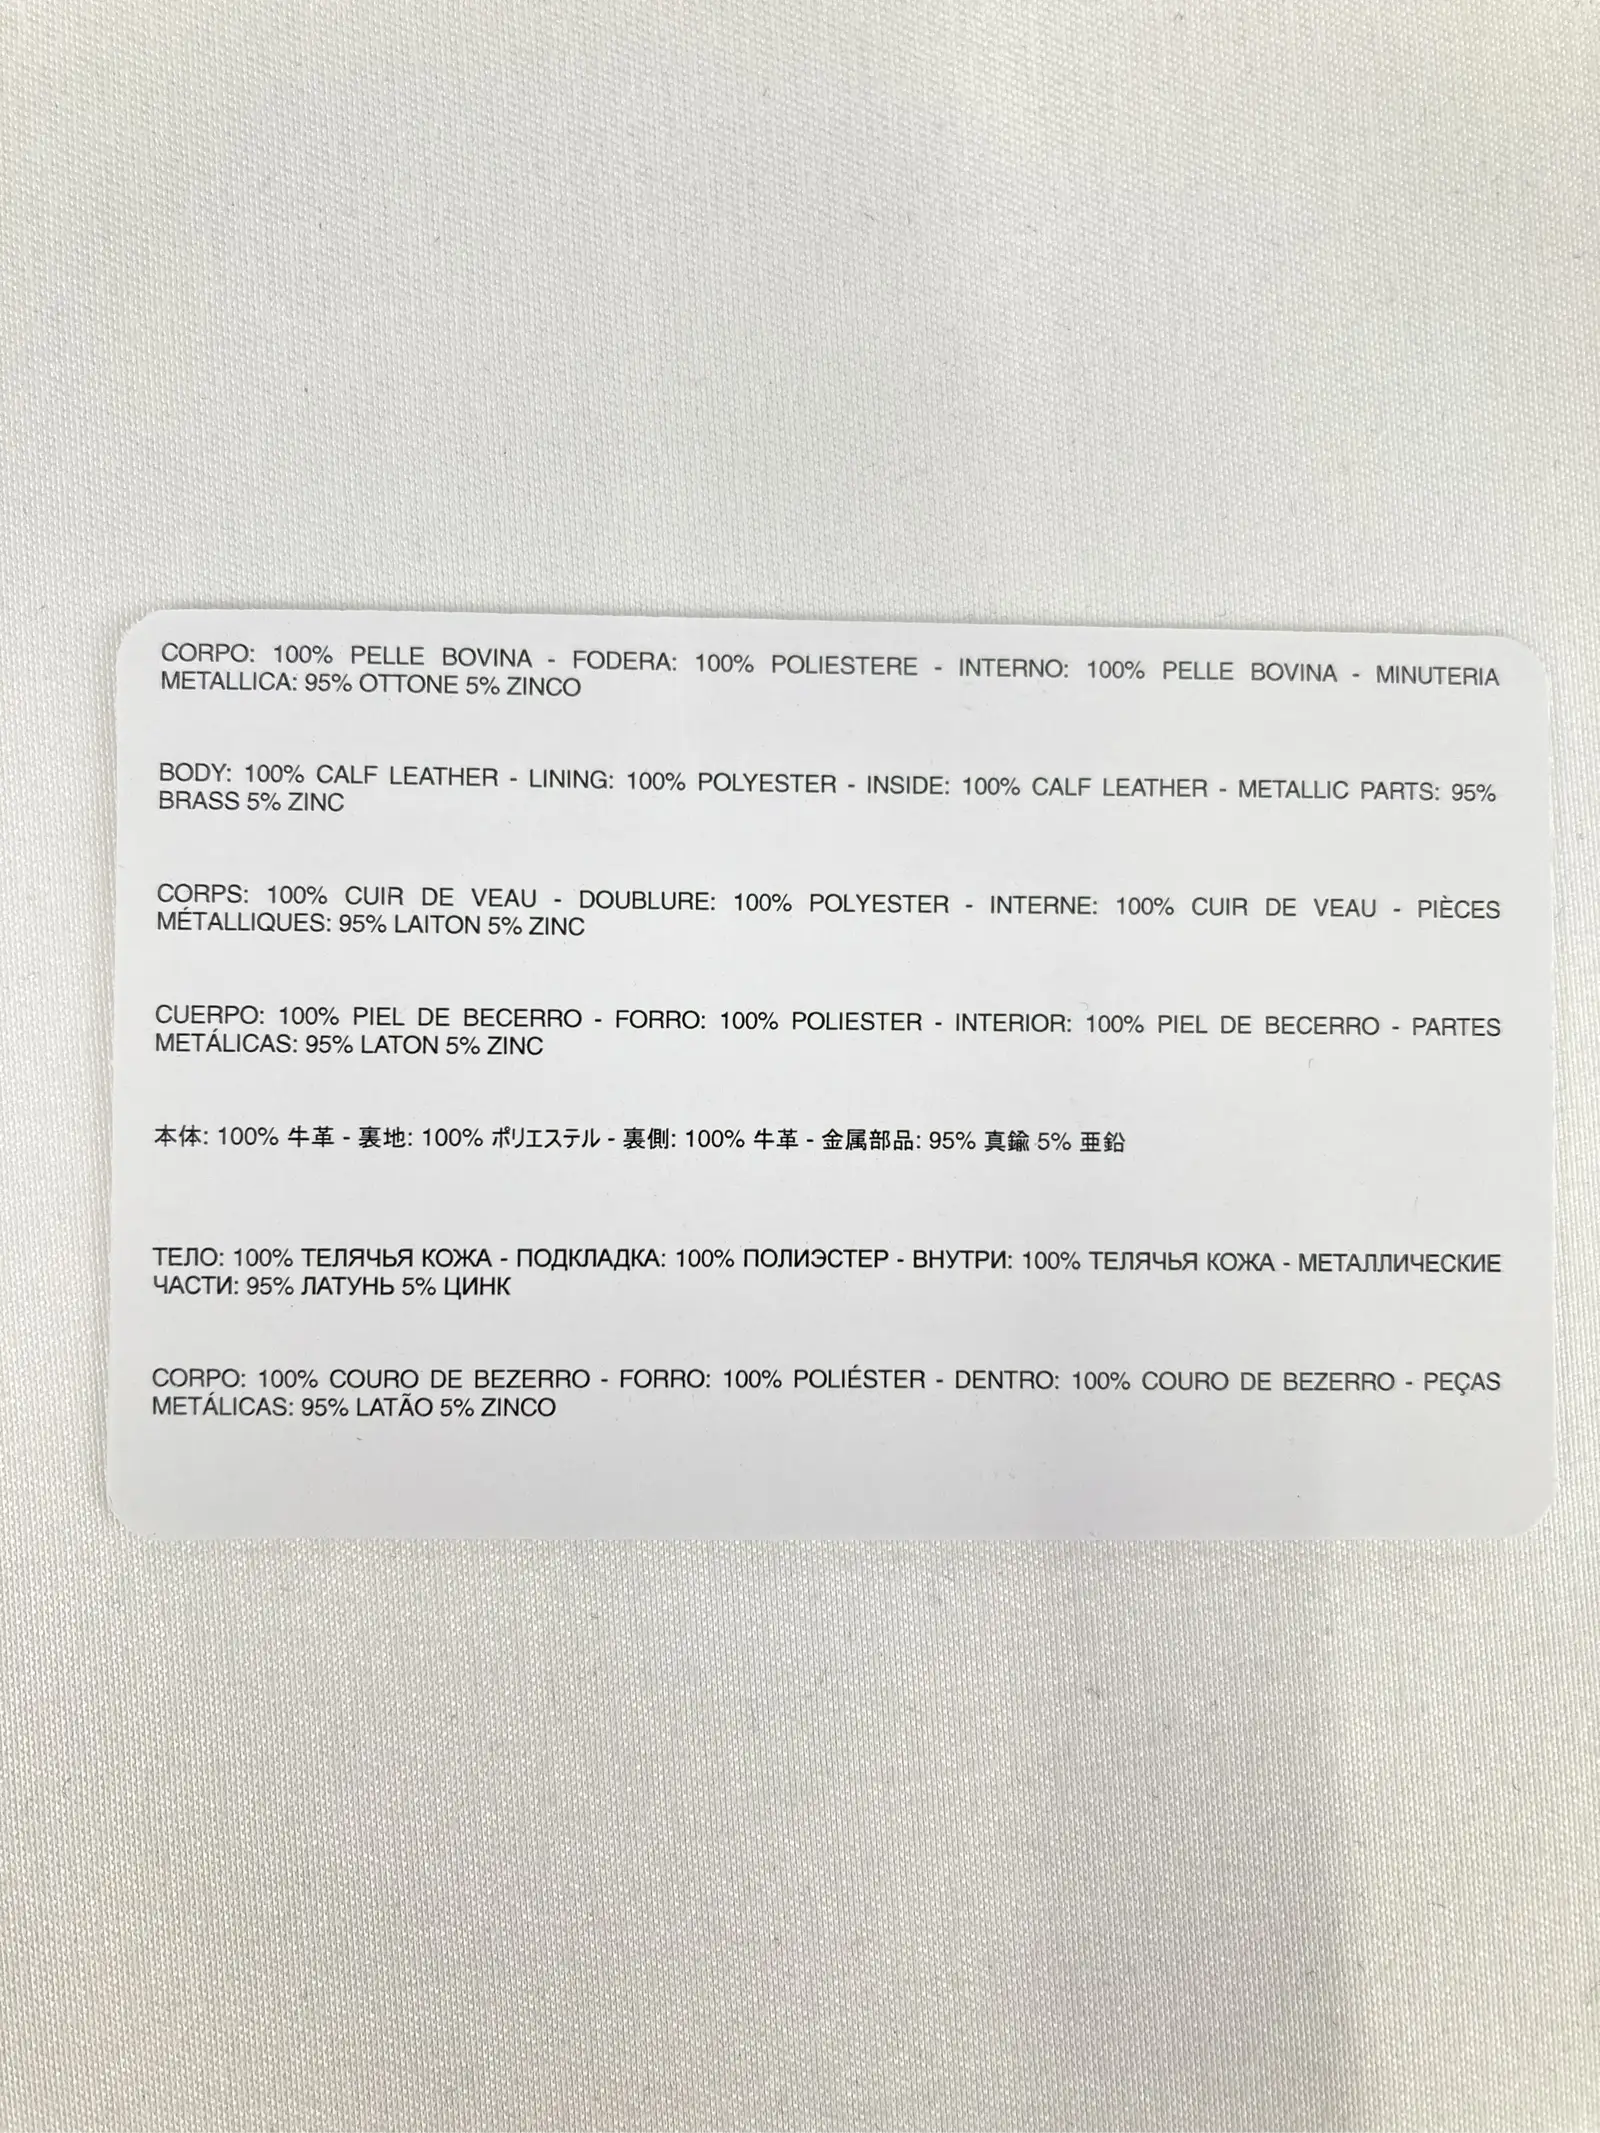 CORPO: 100% PELLE BOVINA - FODERA: 100% POLIESTERE - INTERNO: 100% PELLE BOVINA - MINUTERIA
METALLICA: 95% OTTONE 5% ZINCO
BODY: 100% CALF LEATHER - LINING: 100% POLYESTER - INSIDE: 100% CALF LEATHER - METALLIC PARTS: 95%
BRASS 5% ZINC
CORPS: 100% CUIR DE VEAU - DOUBLURE: 100% POLYESTER - INTERNE: 100% CUIR DE VEAU - PIÈCES
MÉTALLIQUES: 95% LAITON 5% ZINC
CUERPO: 100% PIEL DE BECERRO - FORRO: 100% POLIESTER - INTERIOR: 100% PIEL DE BECERRO - PARTES
METÁLICAS: 95% LATON 5% ZINC
本体: 100% 牛革 - 裏地: 100% ポリエステル - 裏側: 100% 牛革 - 金属部品: 95% 真鍮 5% 亜鉛
ТЕЛО: 100% ТЕЛЯЧЬЯ КОЖА - ПОДКЛАДКА: 100% ПОЛИЭСТЕР - ВНУТРИ: 100% ТЕЛЯЧЬЯ КОЖА - МЕТАЛЛИЧЕСКИЕ
ЧАСТИ: 95% ЛАТУНЬ 5% ЦИНК
CORPO: 100% COURO DE BEZERRO - FORRO: 100% POLIÉSTER - DENTRO: 100% COURO DE BEZERRO - PEÇAS
METÁLICAS: 95% LATÃO 5% ZINCO